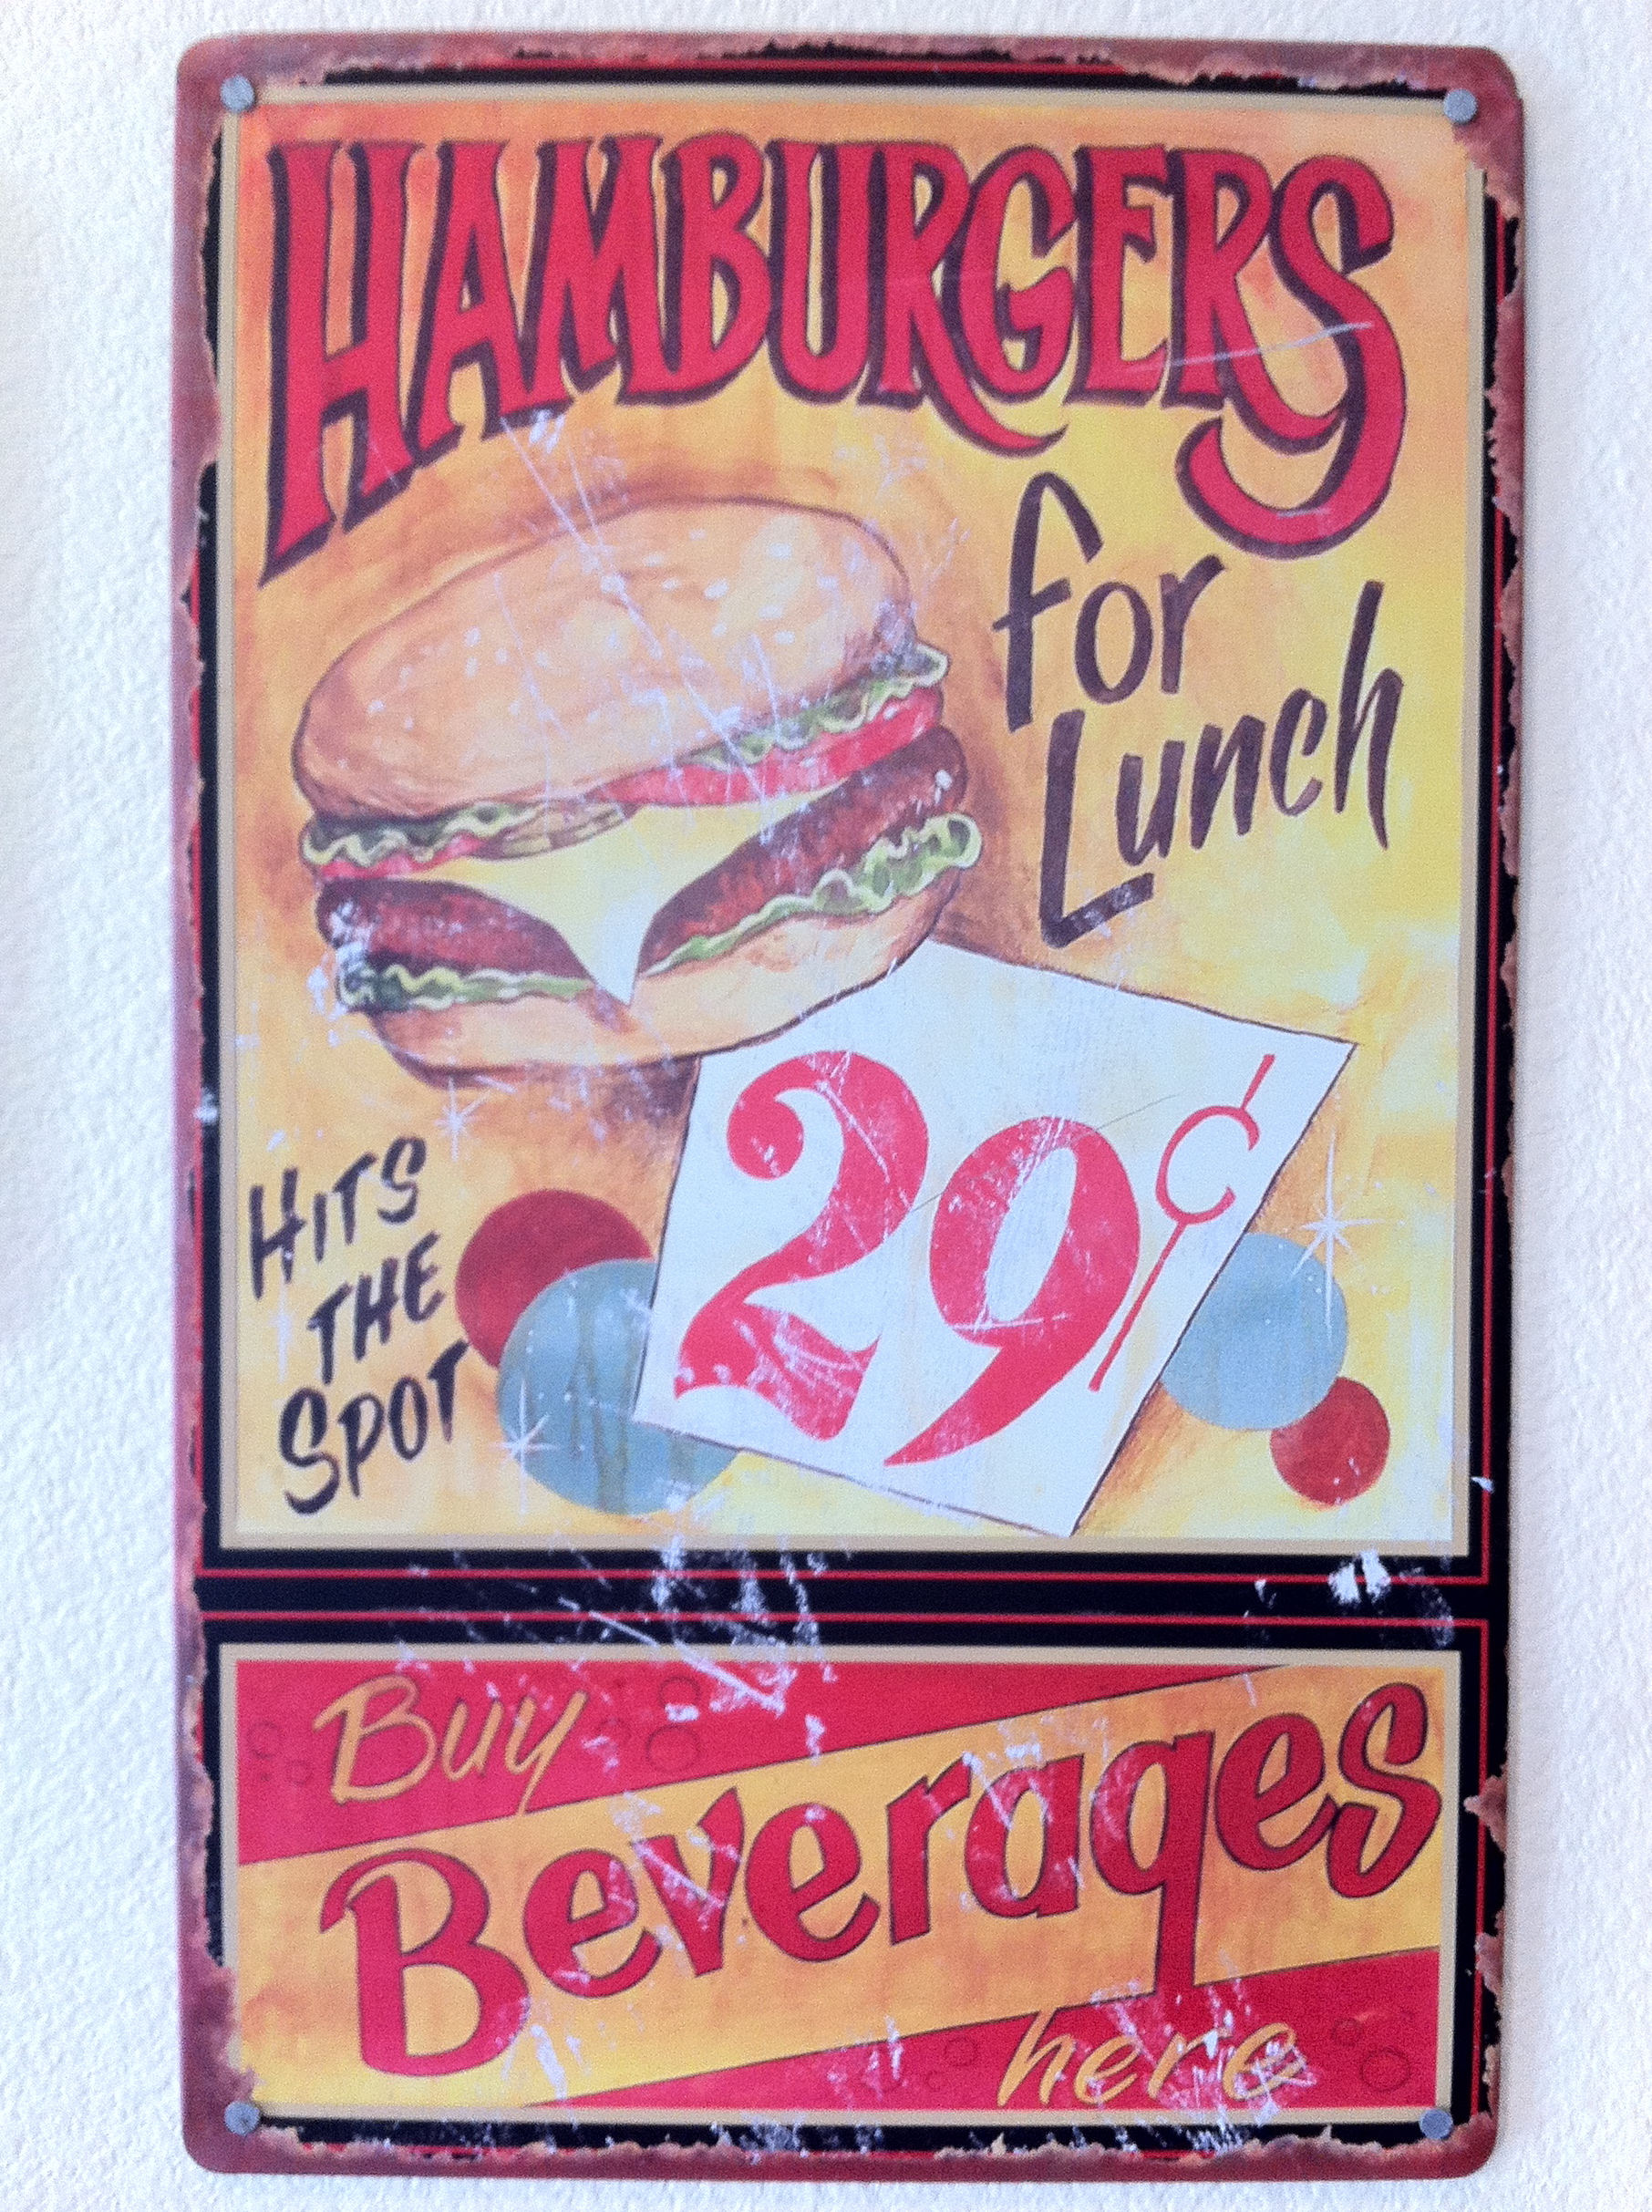 HAMBURGERS
for
Lunch
29¢
HITS
THE
SPOT
Buy
Beverages
here